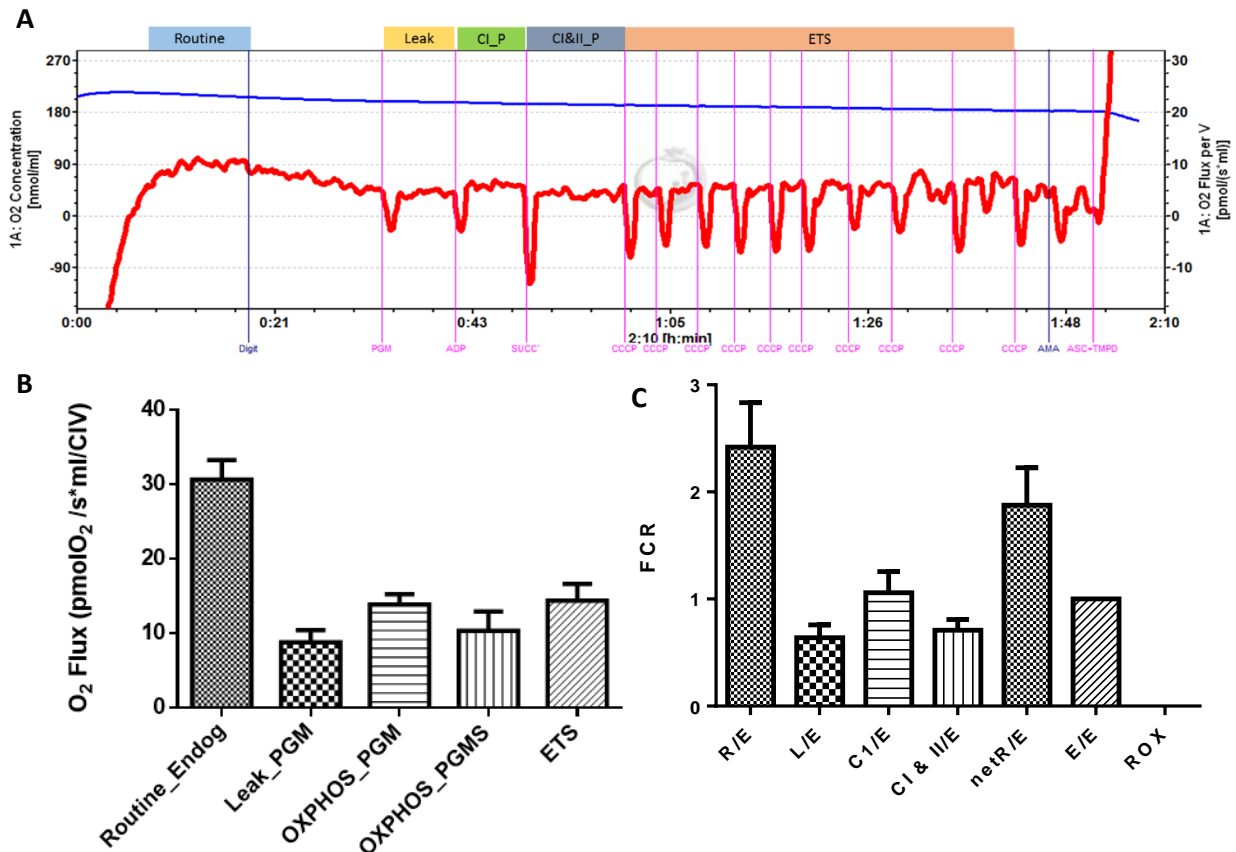 A
Routine Leak CI_P CI&II_P ETS
270 30
180 20
90 10
0 0
-90 -10
1A: O2 Concentration
[nmol/ml]
1A: O2 Flux per V
[pmol/(s*ml)]
0:00 0:21 0:43 1:05 1:26 1:48 2:10
2:10 [h:min]
Digit PGM ADP SUCC' CCCP CCCP CCCP CCCP CCCP CCCP CCCP CCCP CCCP CCCP AMA ASC+TMPD
B
O2 Flux (pmolO2 /s*ml/CIV)
40
30
20
10
0
Routine_Endog
Leak_PGM
OXPHOS_PGM
OXPHOS_PGMS
ETS
C
FCR
3
2
1
0
R/E
L/E
C1/E
CI & II/E
netR/E
E/E
ROX